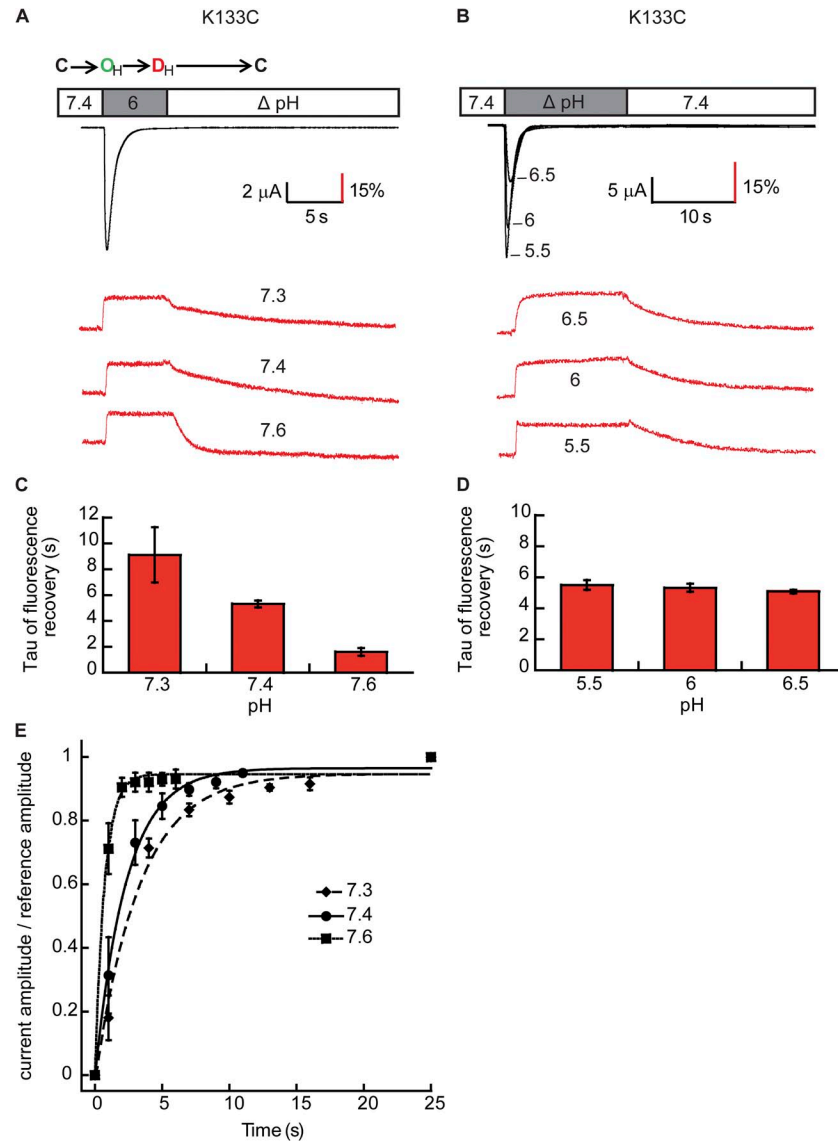 A
K133C
C → O H → D H → C
7.4 6 Δ pH
2 μA
15%
5 s
7.3
7.4
7.6
B
K133C
7.4 Δ pH 7.4
6.5
6
5.5
5 μA
15%
10 s
6.5
6
5.5
C
Tau of fluorescence
recovery (s)
12
10
8
6
4
2
0
7.3 7.4 7.6
pH
D
Tau of fluorescence
recovery (s)
10
8
6
4
2
0
5.5 6 6.5
pH
E
current amplitude / reference amplitude
1
0.8
0.6
0.4
0.2
0
7.3
7.4
7.6
0 5 10 15 20 25
Time (s)